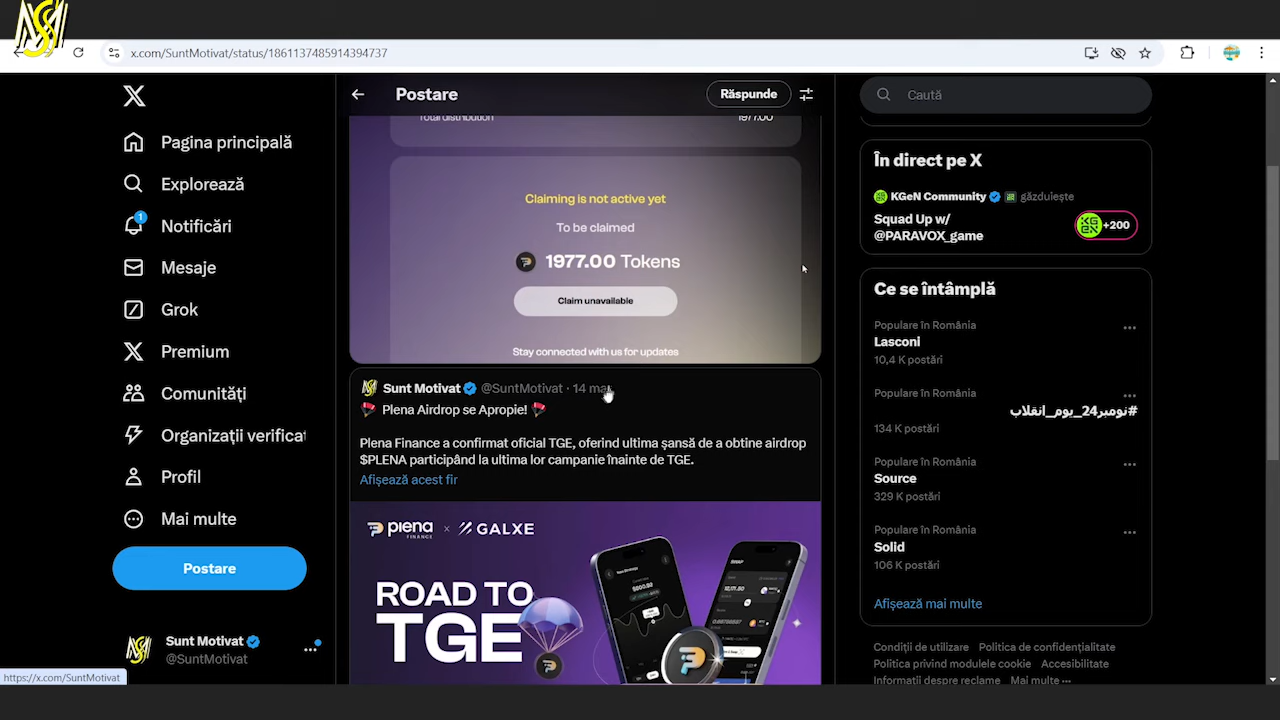 x.com/SuntMotivat/status/1861137485914394737
Pagina principală
Explorează
1
Notificări
Mesaje
Grok
Premium
Comunități
Organizații verificat
Profil
Mai multe
Postare
Sunt Motivat
@SuntMotivat
https://x.com/SuntMotivat
Postare
Răspunde
Total distribution
1977.00
Claiming is not active yet
To be claimed
1977.00 Tokens
Claim unavailable
Stay connected with us for updates
Sunt Motivat @SuntMotivat · 14 mai
🚩 Plena Airdrop se Apropie! 🚩
Plena Finance a confirmat oficial TGE, oferind ultima șansă de a obtine airdrop
$PLENA participând la ultima lor campanie înainte de TGE.
Afișează acest fir
plena FINANCE × GALXE
ROAD TO
TGE
Caută
În direct pe X
KGeN Community găzduiește
Squad Up w/
@PARAVOX_game
+200
Ce se întâmplă
Populare în România
Lasconi
10,4 K postări
Populare în România
#نومبر24_یوم_انقلاب
134 K postări
Populare în România
Source
329 K postări
Populare în România
Solid
106 K postări
Afișează mai multe
Condiții de utilizare Politica de confidențialitate
Politica privind modulele cookie Accesibilitate
Informații despre reclame Mai multe ···